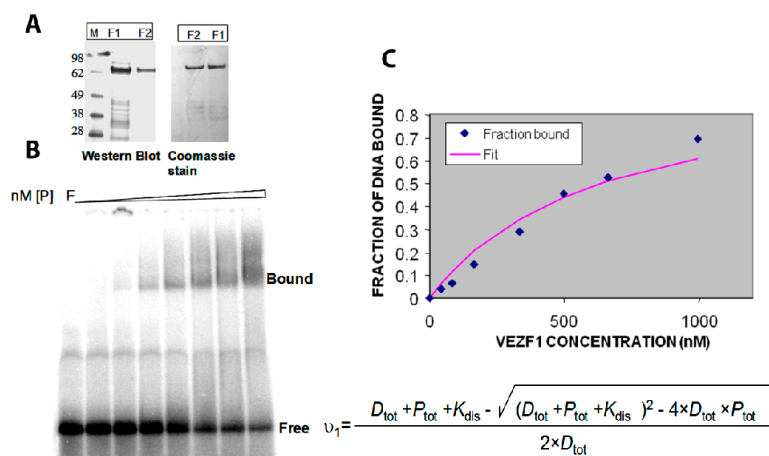 A
M F1 F2
98
62
49
38
28
F2 F1
Western Blot
Coomassie
stain
B
nM [P] F
Bound
Free
C
FRACTION OF DNA BOUND
0.8
0.7
0.6
0.5
0.4
0.3
0.2
0.1
0
Fraction bound
Fit
0 500 1000
VEZF1 CONCENTRATION (nM)
υ₁= Dtot + Ptot + Kdis - √(Dtot + Ptot + Kdis )² - 4×Dtot ×Ptot
2×Dtot